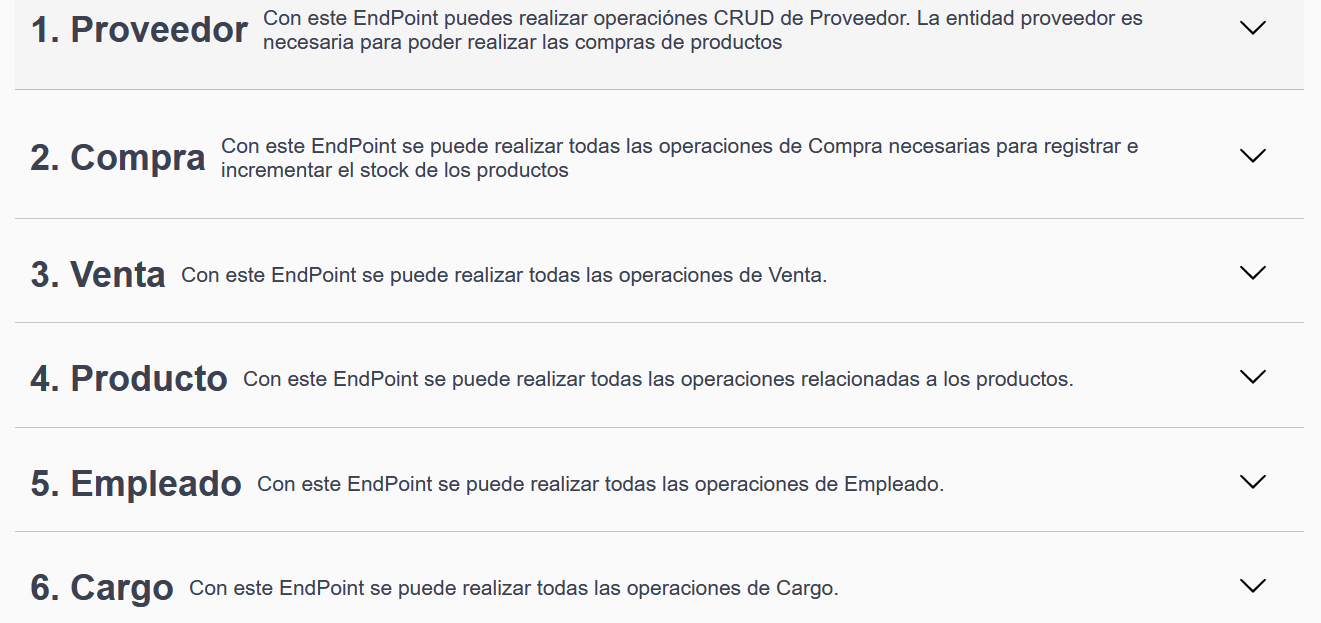 1. Proveedor Con este EndPoint puedes realizar operaciónes CRUD de Proveedor. La entidad proveedor es
necesaria para poder realizar las compras de productos
2. Compra Con este EndPoint se puede realizar todas las operaciones de Compra necesarias para registrar e
incrementar el stock de los productos
3. Venta Con este EndPoint se puede realizar todas las operaciones de Venta.
4. Producto Con este EndPoint se puede realizar todas las operaciones relacionadas a los productos.
5. Empleado Con este EndPoint se puede realizar todas las operaciones de Empleado.
6. Cargo Con este EndPoint se puede realizar todas las operaciones de Cargo.